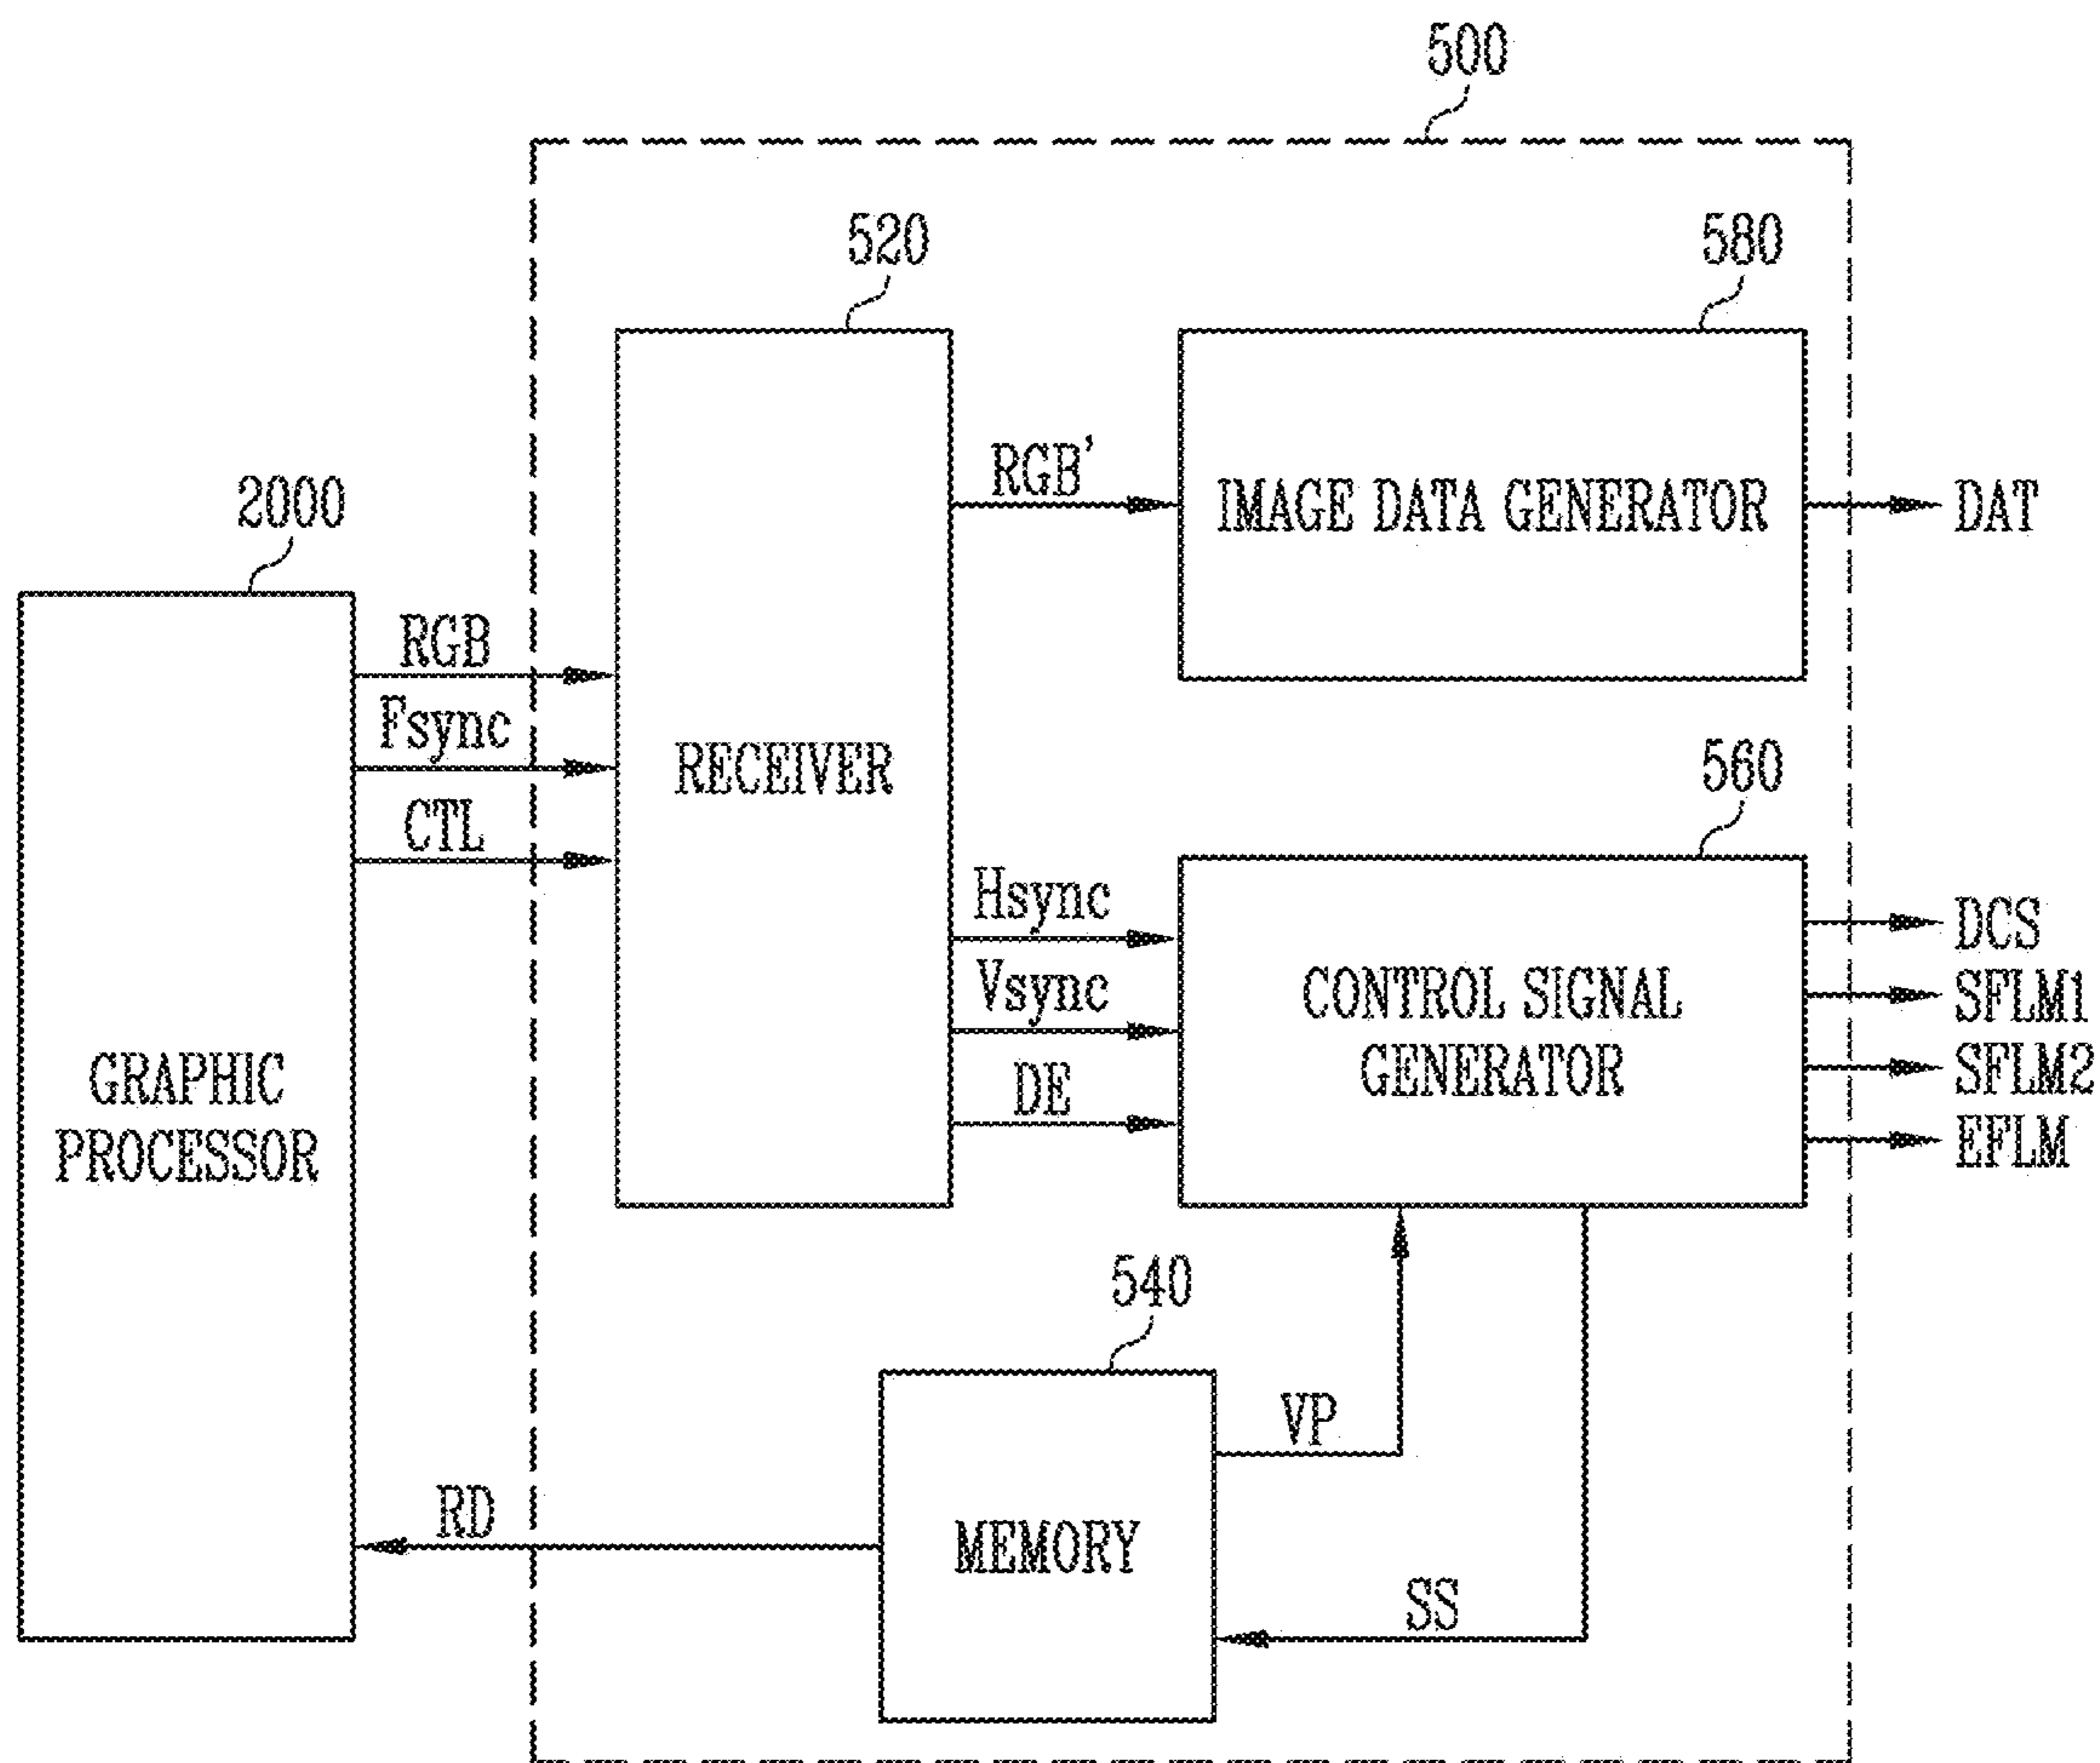 500
520
580
2000
RGB'
IMAGE DATA GENERATOR
DAT
RGB
Fsync
CTL
RECEIVER
560
Hsync
Vsync
DE
CONTROL SIGNAL
GENERATOR
DCS
SFLM1
SFLM2
EFLM
GRAPHIC
PROCESSOR
540
VP
RD
MEMORY
SS